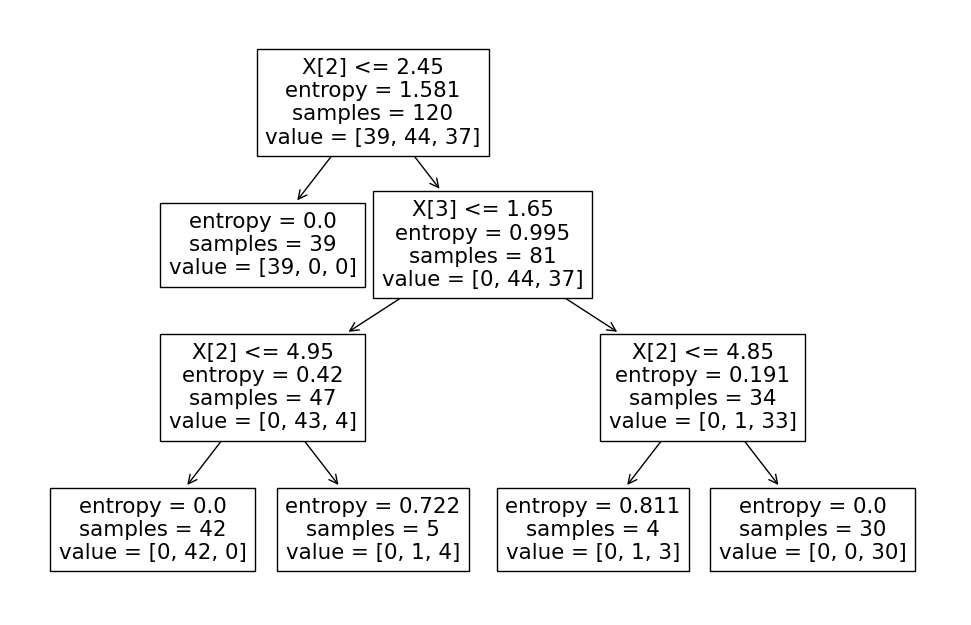 X[2] <= 2.45
entropy = 1.581
samples = 120
value = [39, 44, 37]
entropy = 0.0
samples = 39
value = [39, 0, 0]
X[3] <= 1.65
entropy = 0.995
samples = 81
value = [0, 44, 37]
X[2] <= 4.95
entropy = 0.42
samples = 47
value = [0, 43, 4]
X[2] <= 4.85
entropy = 0.191
samples = 34
value = [0, 1, 33]
entropy = 0.0
samples = 42
value = [0, 42, 0]
entropy = 0.722
samples = 5
value = [0, 1, 4]
entropy = 0.811
samples = 4
value = [0, 1, 3]
entropy = 0.0
samples = 30
value = [0, 0, 30]